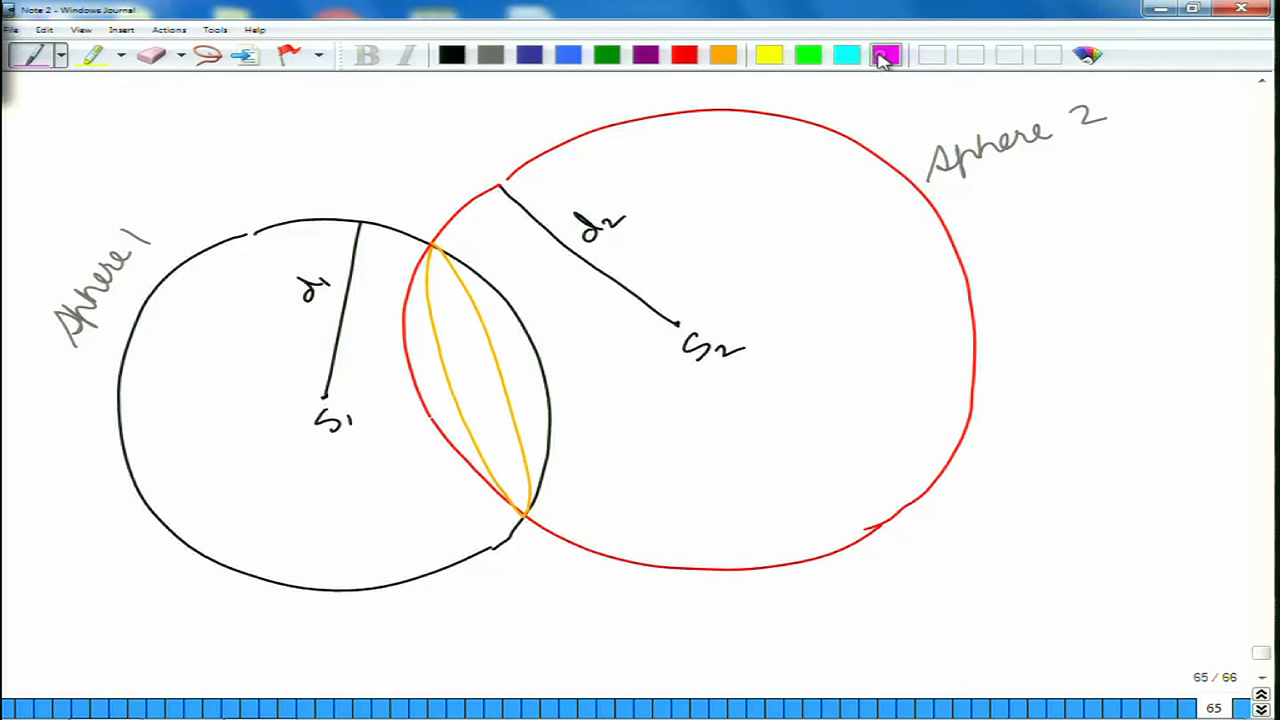 Note 2 - Windows Journal
File Edit View Insert Actions Tools Help
B I
Sphere 2
Sphere 1
d2
d1
S2
S1
65 / 66
65